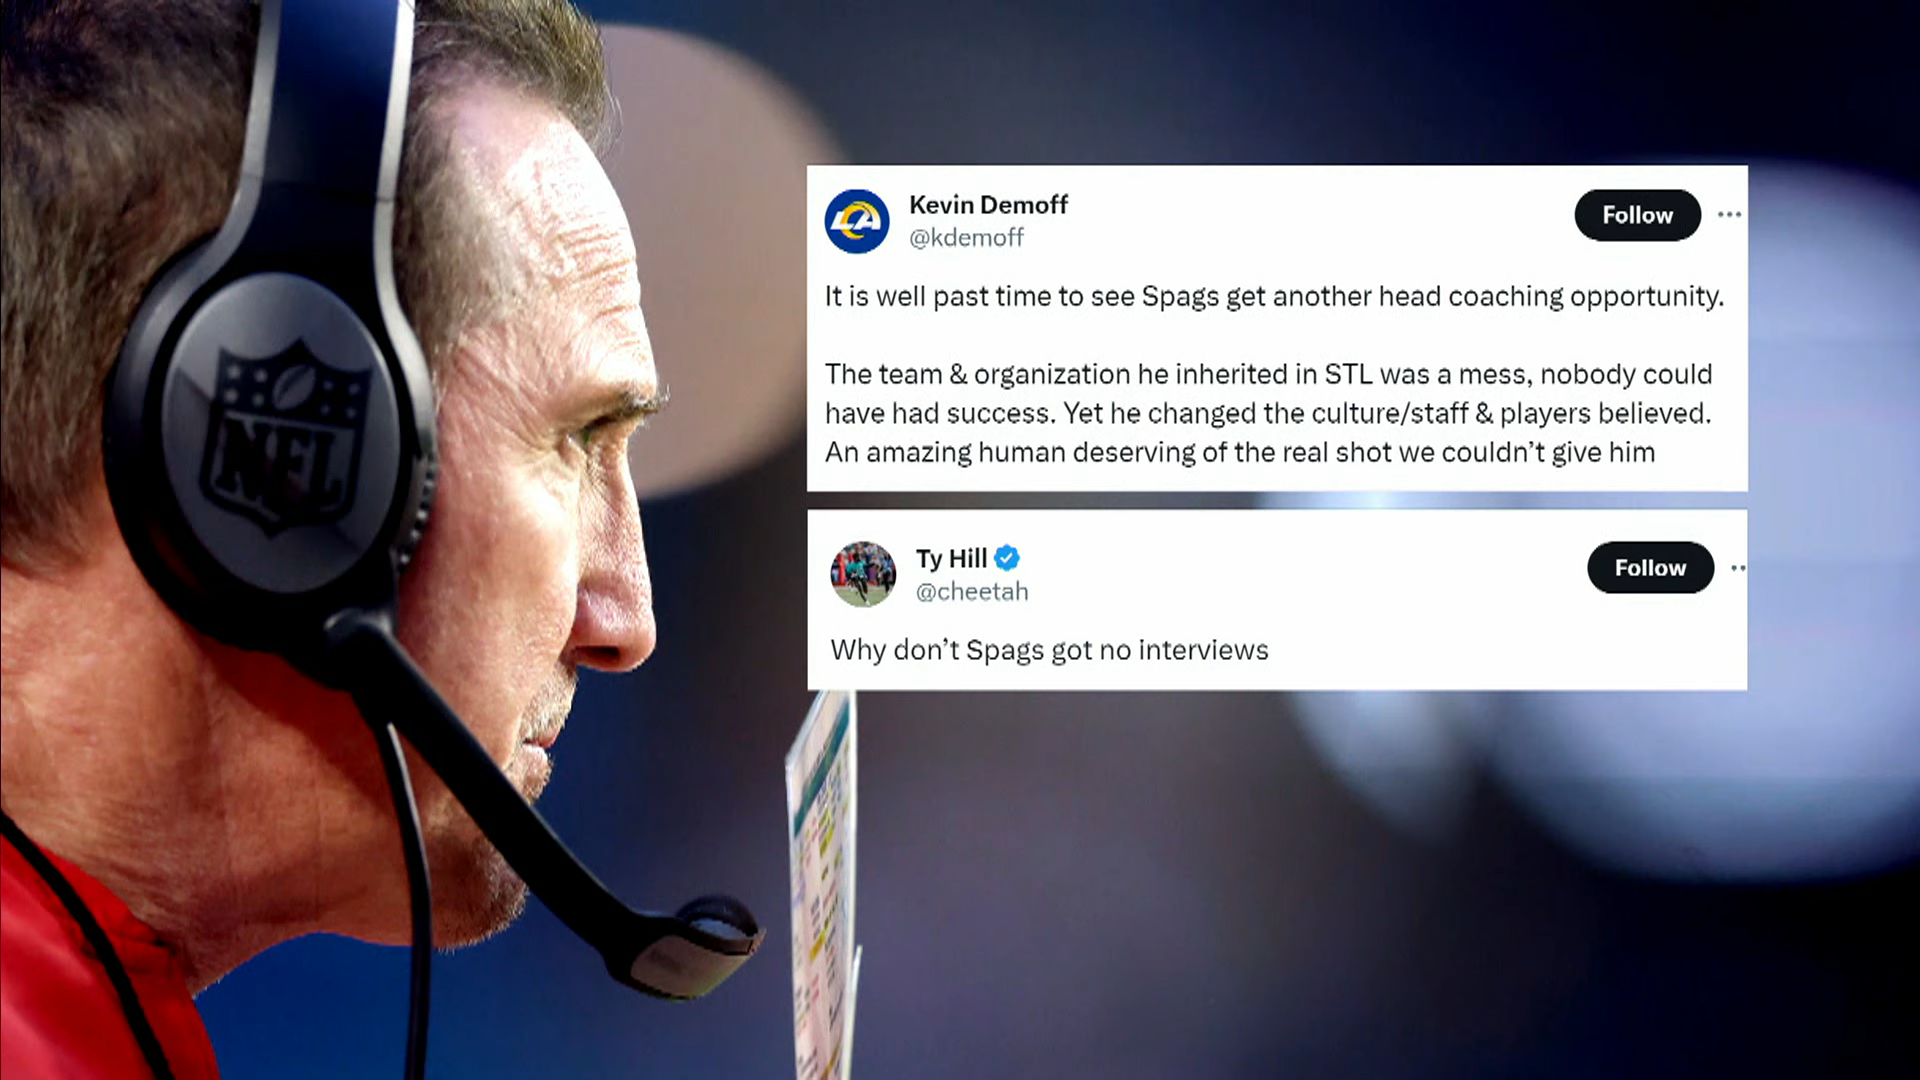 NFL
LA
Kevin Demoff
Follow
@kdemoff
It is well past time to see Spags get another head coaching opportunity.
The team & organization he inherited in STL was a mess, nobody could
have had success. Yet he changed the culture/staff & players believed.
An amazing human deserving of the real shot we couldn’t give him
Ty Hill
Follow
@cheetah
Why don’t Spags got no interviews